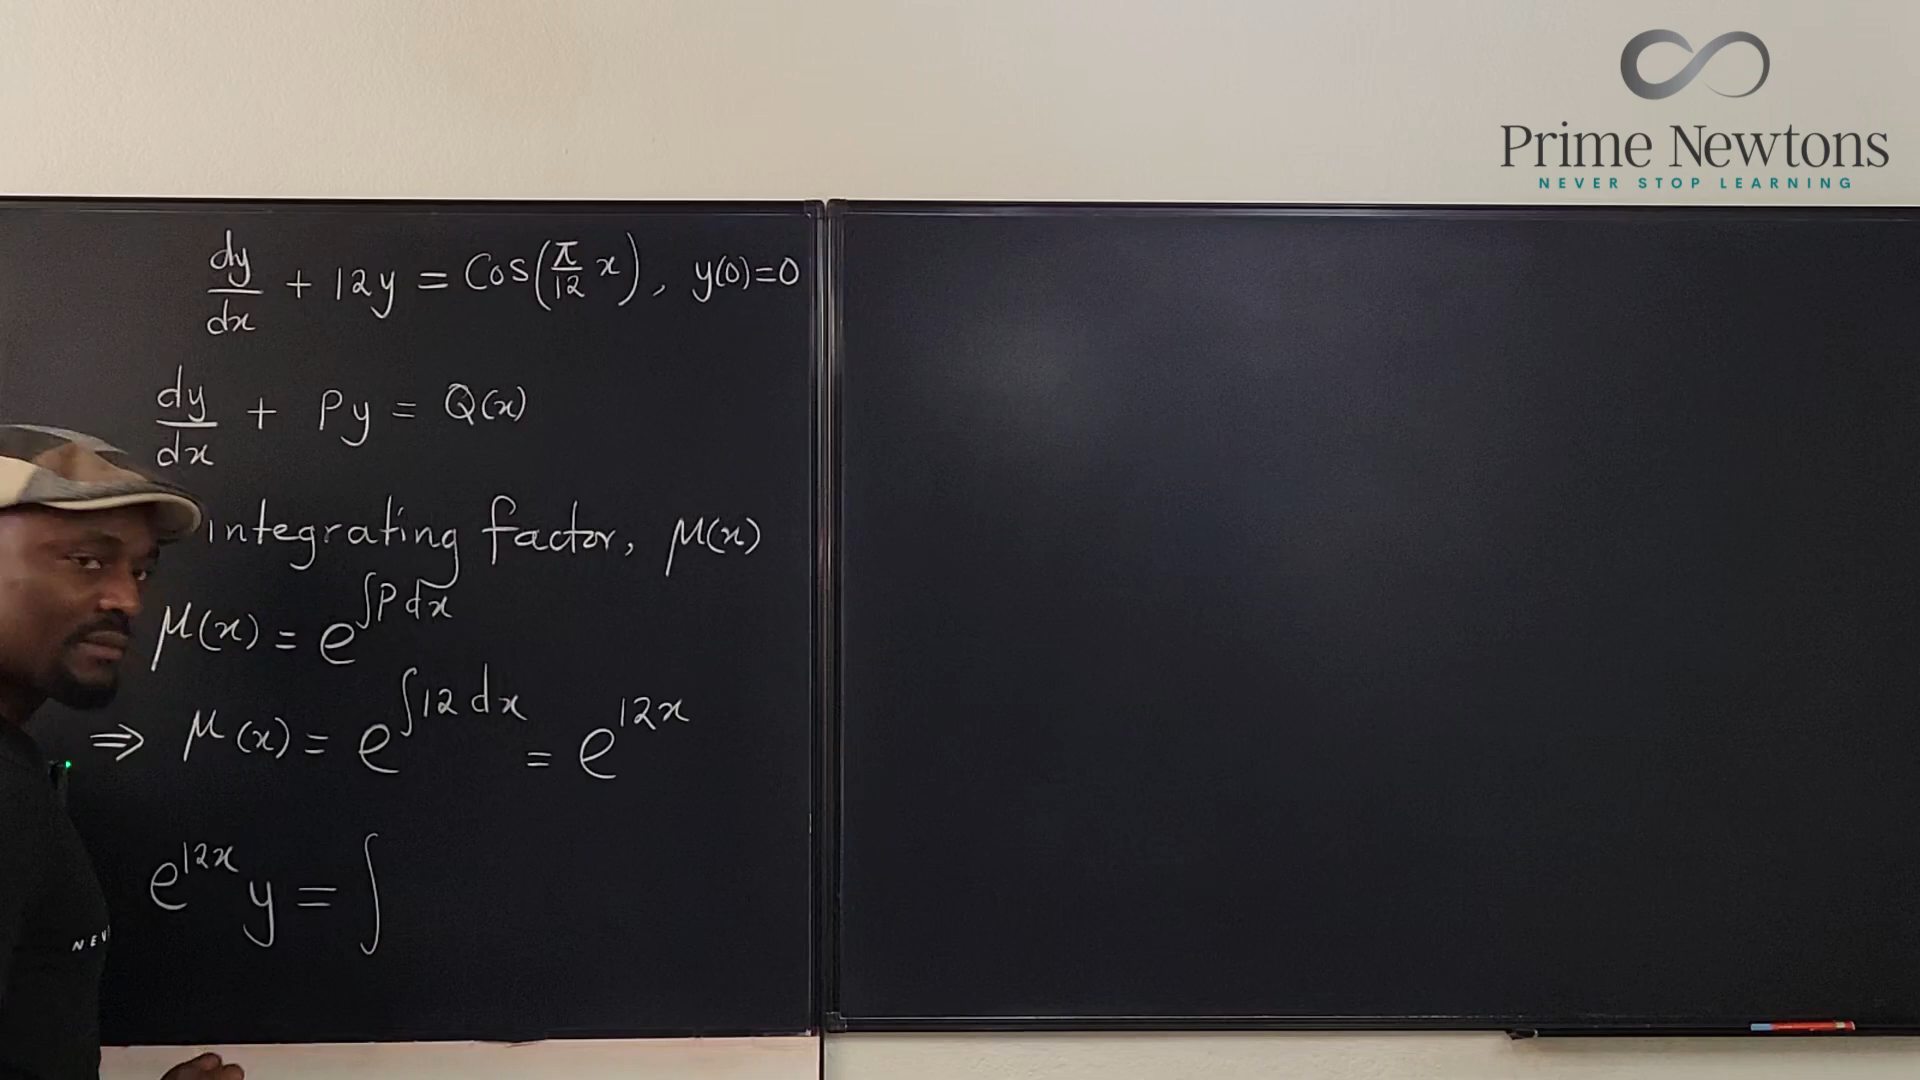 Prime Newtons
NEVER STOP LEARNING
dy/dx + 12y = Cos(π/12 x), y(0)=0
dy/dx + Py = Q(x)
integrating factor, μ(x)
μ(x) = e^∫P dx
⇒ μ(x) = e^∫12 dx = e^12x
e^12x y = ∫